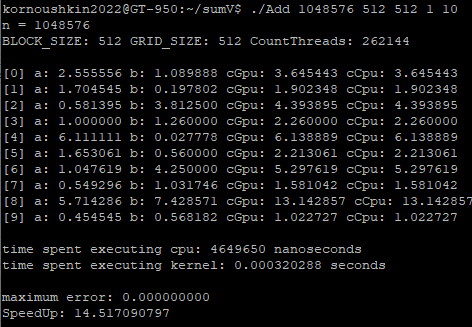 kornoushkin2022@GT-950:~/sumV$ ./Add 1048576 512 512 1 10
n = 1048576
BLOCK_SIZE: 512 GRID_SIZE: 512 CountThreads: 262144
[0] a: 2.555556 b: 1.089888 cGpu: 3.645443 cCpu: 3.645443
[1] a: 1.704545 b: 0.197802 cGpu: 1.902348 cCpu: 1.902348
[2] a: 0.581395 b: 3.812500 cGpu: 4.393895 cCpu: 4.393895
[3] a: 1.000000 b: 1.260000 cGpu: 2.260000 cCpu: 2.260000
[4] a: 6.111111 b: 0.027778 cGpu: 6.138889 cCpu: 6.138889
[5] a: 1.653061 b: 0.560000 cGpu: 2.213061 cCpu: 2.213061
[6] a: 1.047619 b: 4.250000 cGpu: 5.297619 cCpu: 5.297619
[7] a: 0.549296 b: 1.031746 cGpu: 1.581042 cCpu: 1.581042
[8] a: 5.714286 b: 7.428571 cGpu: 13.142857 cCpu: 13.142857
[9] a: 0.454545 b: 0.568182 cGpu: 1.022727 cCpu: 1.022727
time spent executing cpu: 4649650 nanoseconds
time spent executing kernel: 0.000320288 seconds
maximum error: 0.000000000
SpeedUp: 14.517090797